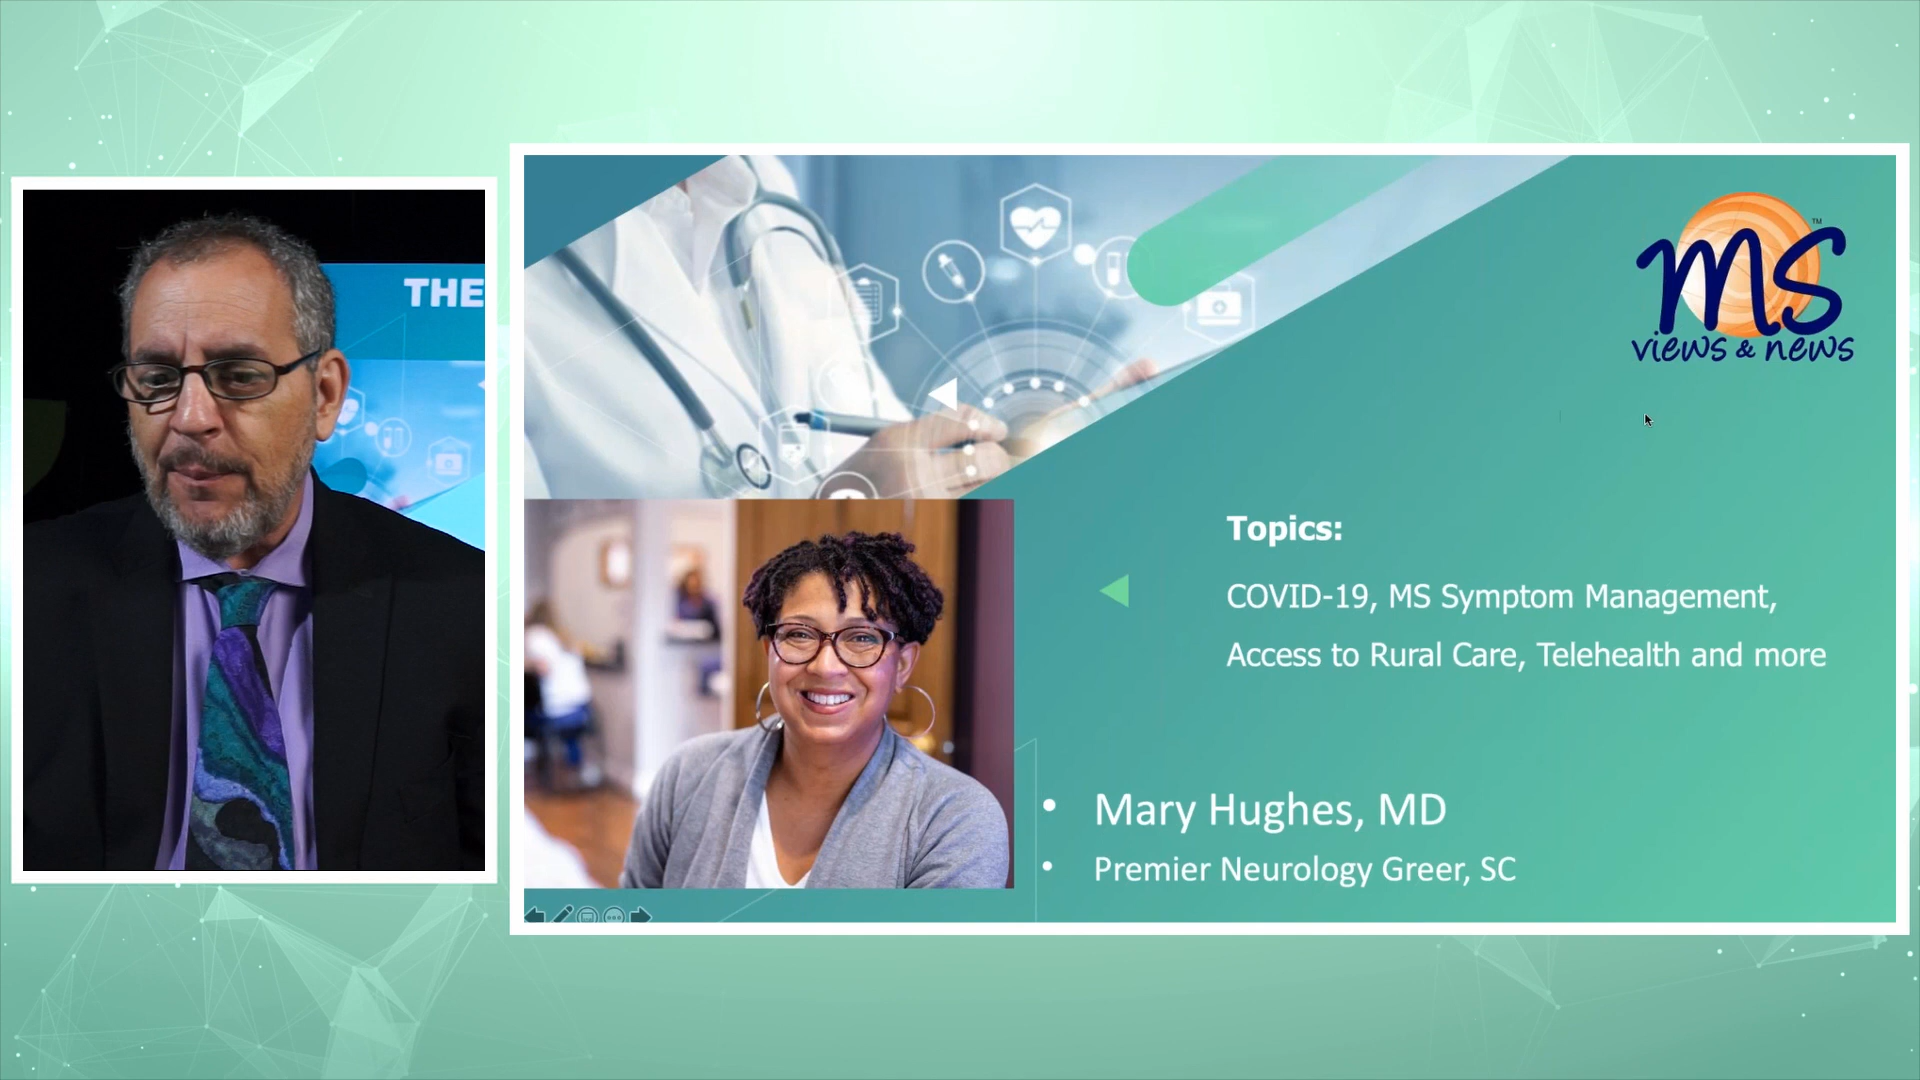 THE
MS
TM
views & news
Topics:
COVID-19, MS Symptom Management,
Access to Rural Care, Telehealth and more
• Mary Hughes, MD
• Premier Neurology Greer, SC